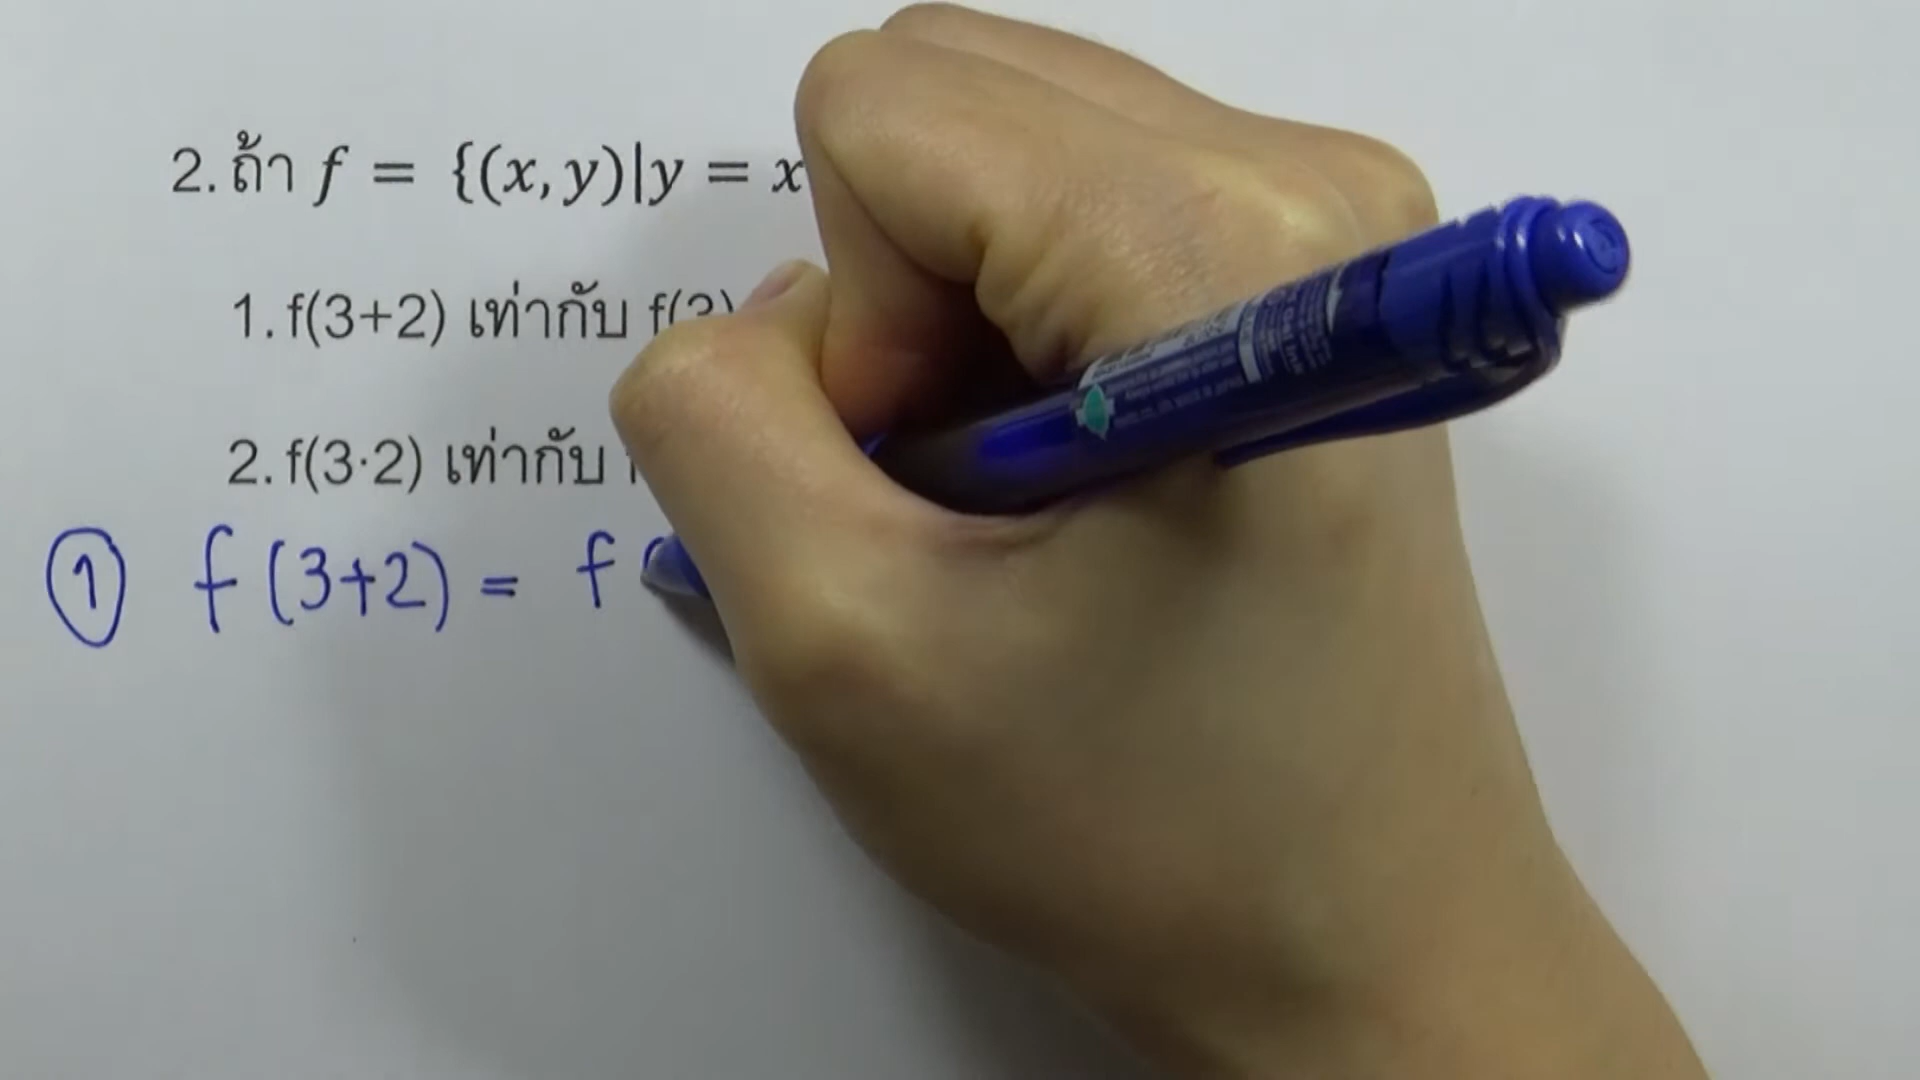 2. ถ้า f = {(x, y)|y = x
1. f(3+2) เท่ากับ f(3)
2. f(3·2) เท่ากับ
① f (3+2) = f (